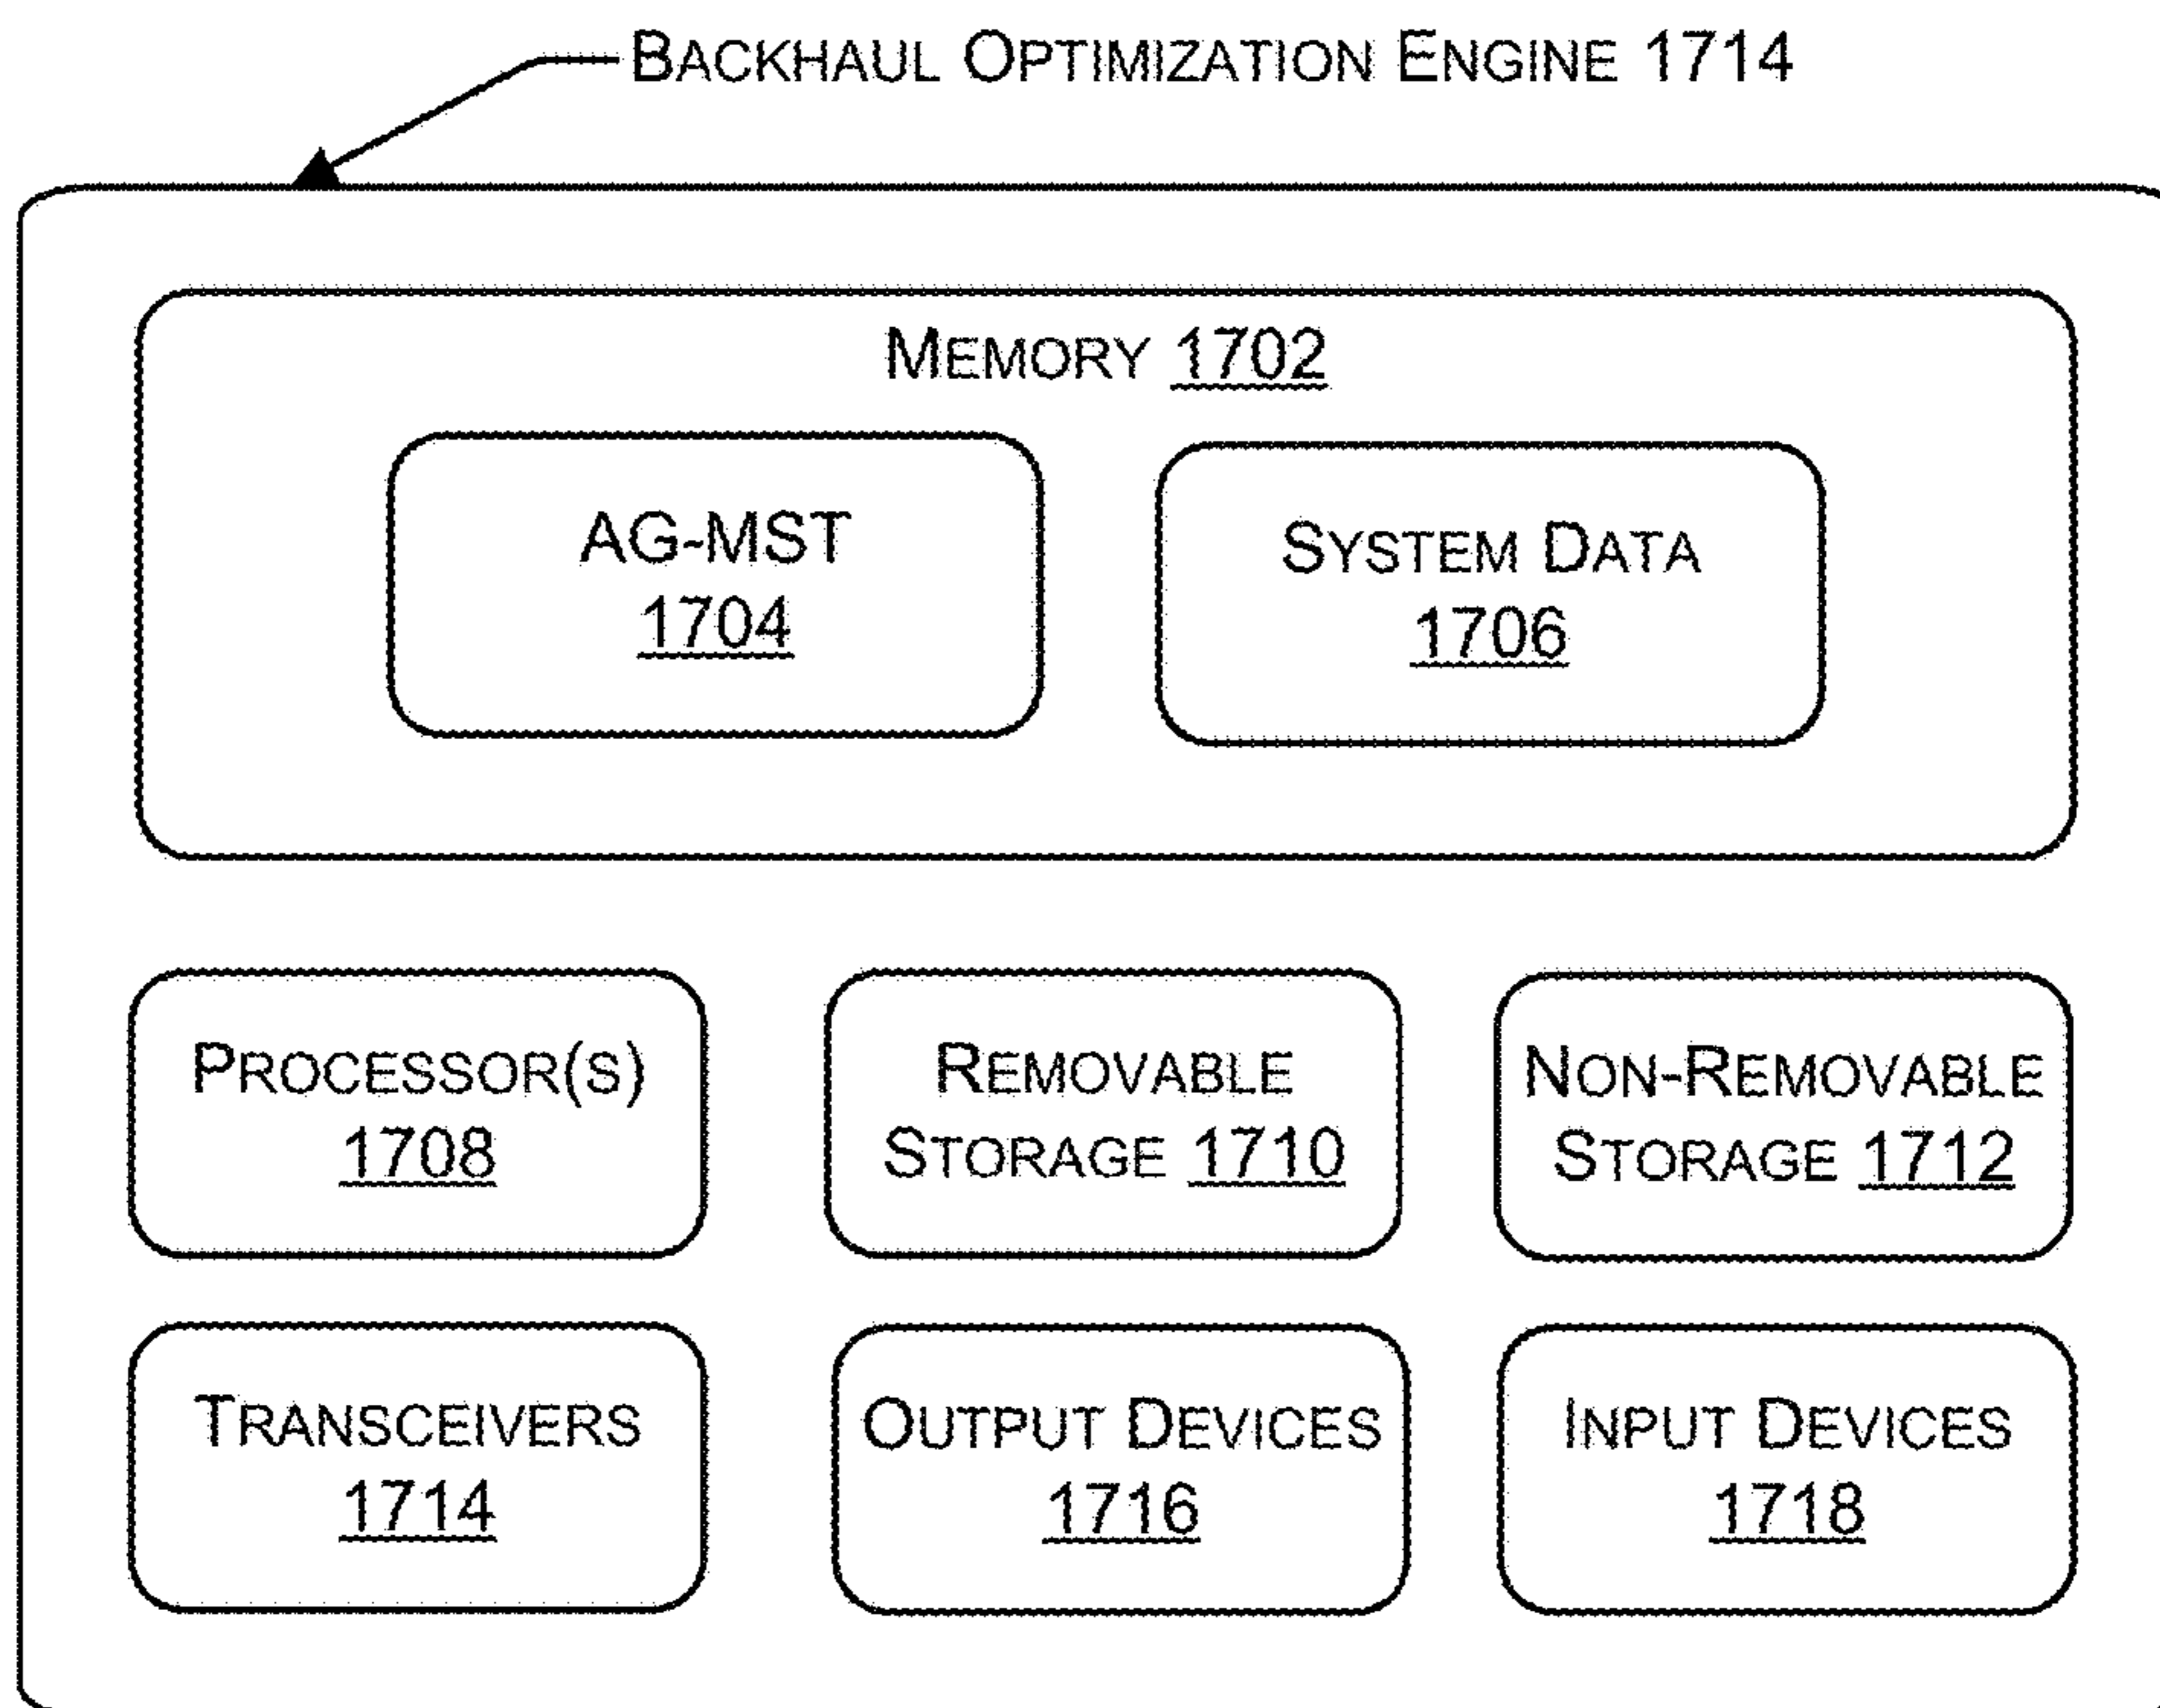 BACKHAUL OPTIMIZATION ENGINE 1714
MEMORY 1702
AG-MST
1704
SYSTEM DATA
1706
PROCESSOR(S)
1708
REMOVABLE
STORAGE 1710
NON-REMOVABLE
STORAGE 1712
TRANSCEIVERS
1714
OUTPUT DEVICES
1716
INPUT DEVICES
1718